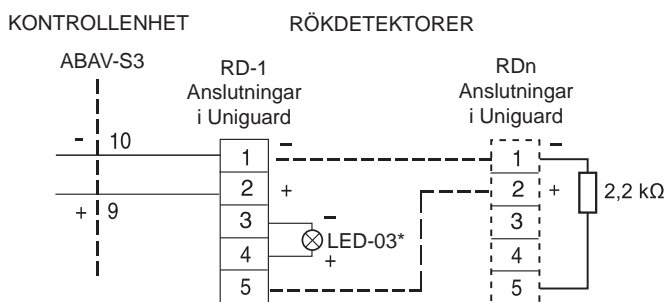 KONTROLLENHET RÖKDETEKTORER
ABAV-S3
RD-1
Anslutningar
i Uniguard
RDn
Anslutningar
i Uniguard
- 10
+ 9
1 -
2 +
3 -
LED-03*
4 +
5
1 -
2 +
3
4
5
2,2 kΩ